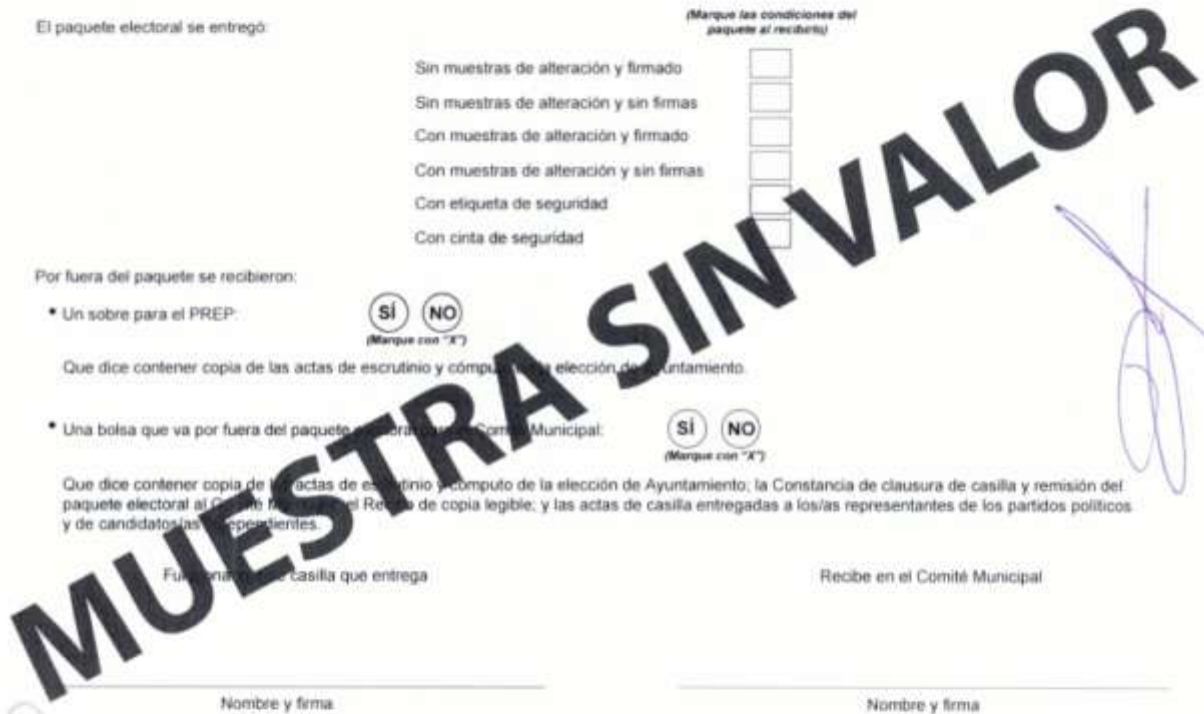 El paquete electoral se entregó:
(Marque las condiciones del
paquete al recibirlo)
Sin muestras de alteración y firmado
Sin muestras de alteración y sin firmas
Con muestras de alteración y firmado
Con muestras de alteración y sin firmas
Con etiqueta de seguridad
Con cinta de seguridad
Por fuera del paquete se recibieron:
• Un sobre para el PREP: SÍ NO
(Marque con "X")
Que dice contener copia de las actas de escrutinio y cómputo la elección de Ayuntamiento.
• Una bolsa que va por fuera del paquete Municipal: SÍ NO
(Marque con "X")
Que dice contener copia de actas de escrutinio y cómputo de la elección de Ayuntamiento; la Constancia de clausura de casilla y remisión del
paquete electoral al el de copia legible; y las actas de casilla entregadas a los/as representantes de los partidos políticos
y de candidatos/as
casilla que entrega
Recibe en el Comité Municipal
Nombre y firma
Nombre y firma
MUESTRA SIN VALOR